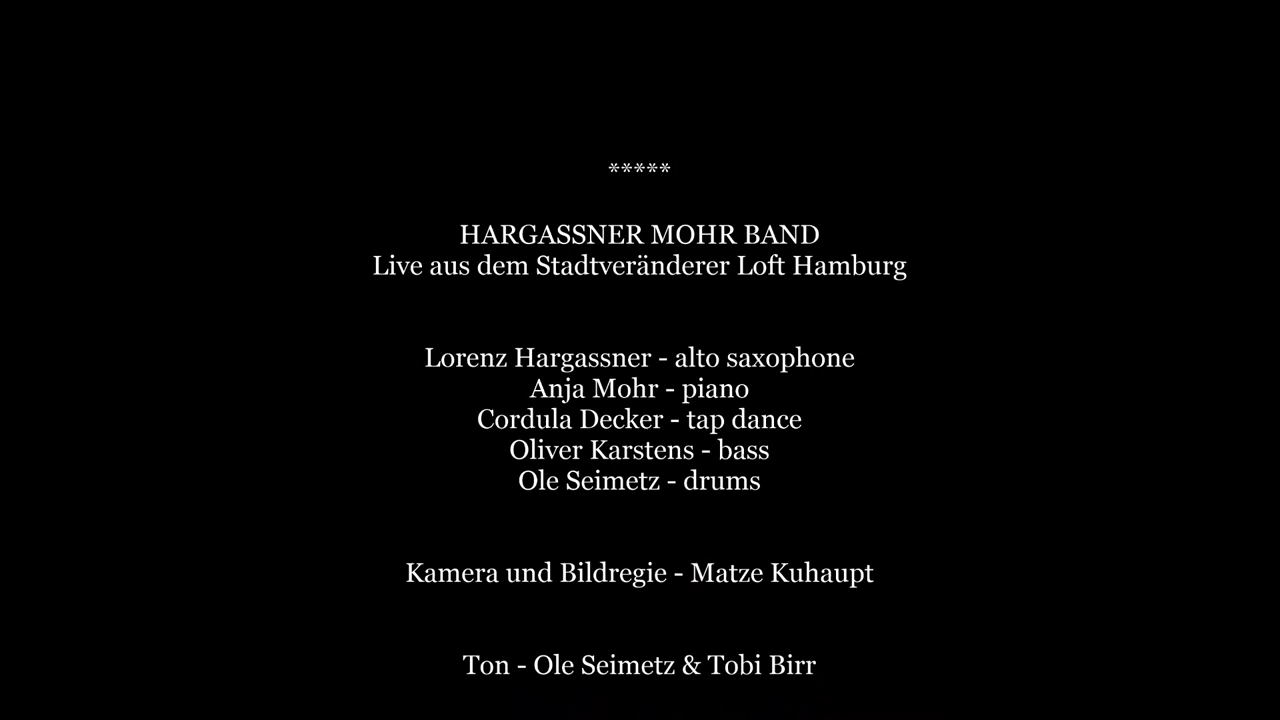 *****
HARGASSNER MOHR BAND
Live aus dem Stadtveränderer Loft Hamburg
Lorenz Hargassner - alto saxophone
Anja Mohr - piano
Cordula Decker - tap dance
Oliver Karstens - bass
Ole Seimetz - drums
Kamera und Bildregie - Matze Kuhaupt
Ton - Ole Seimetz & Tobi Birr